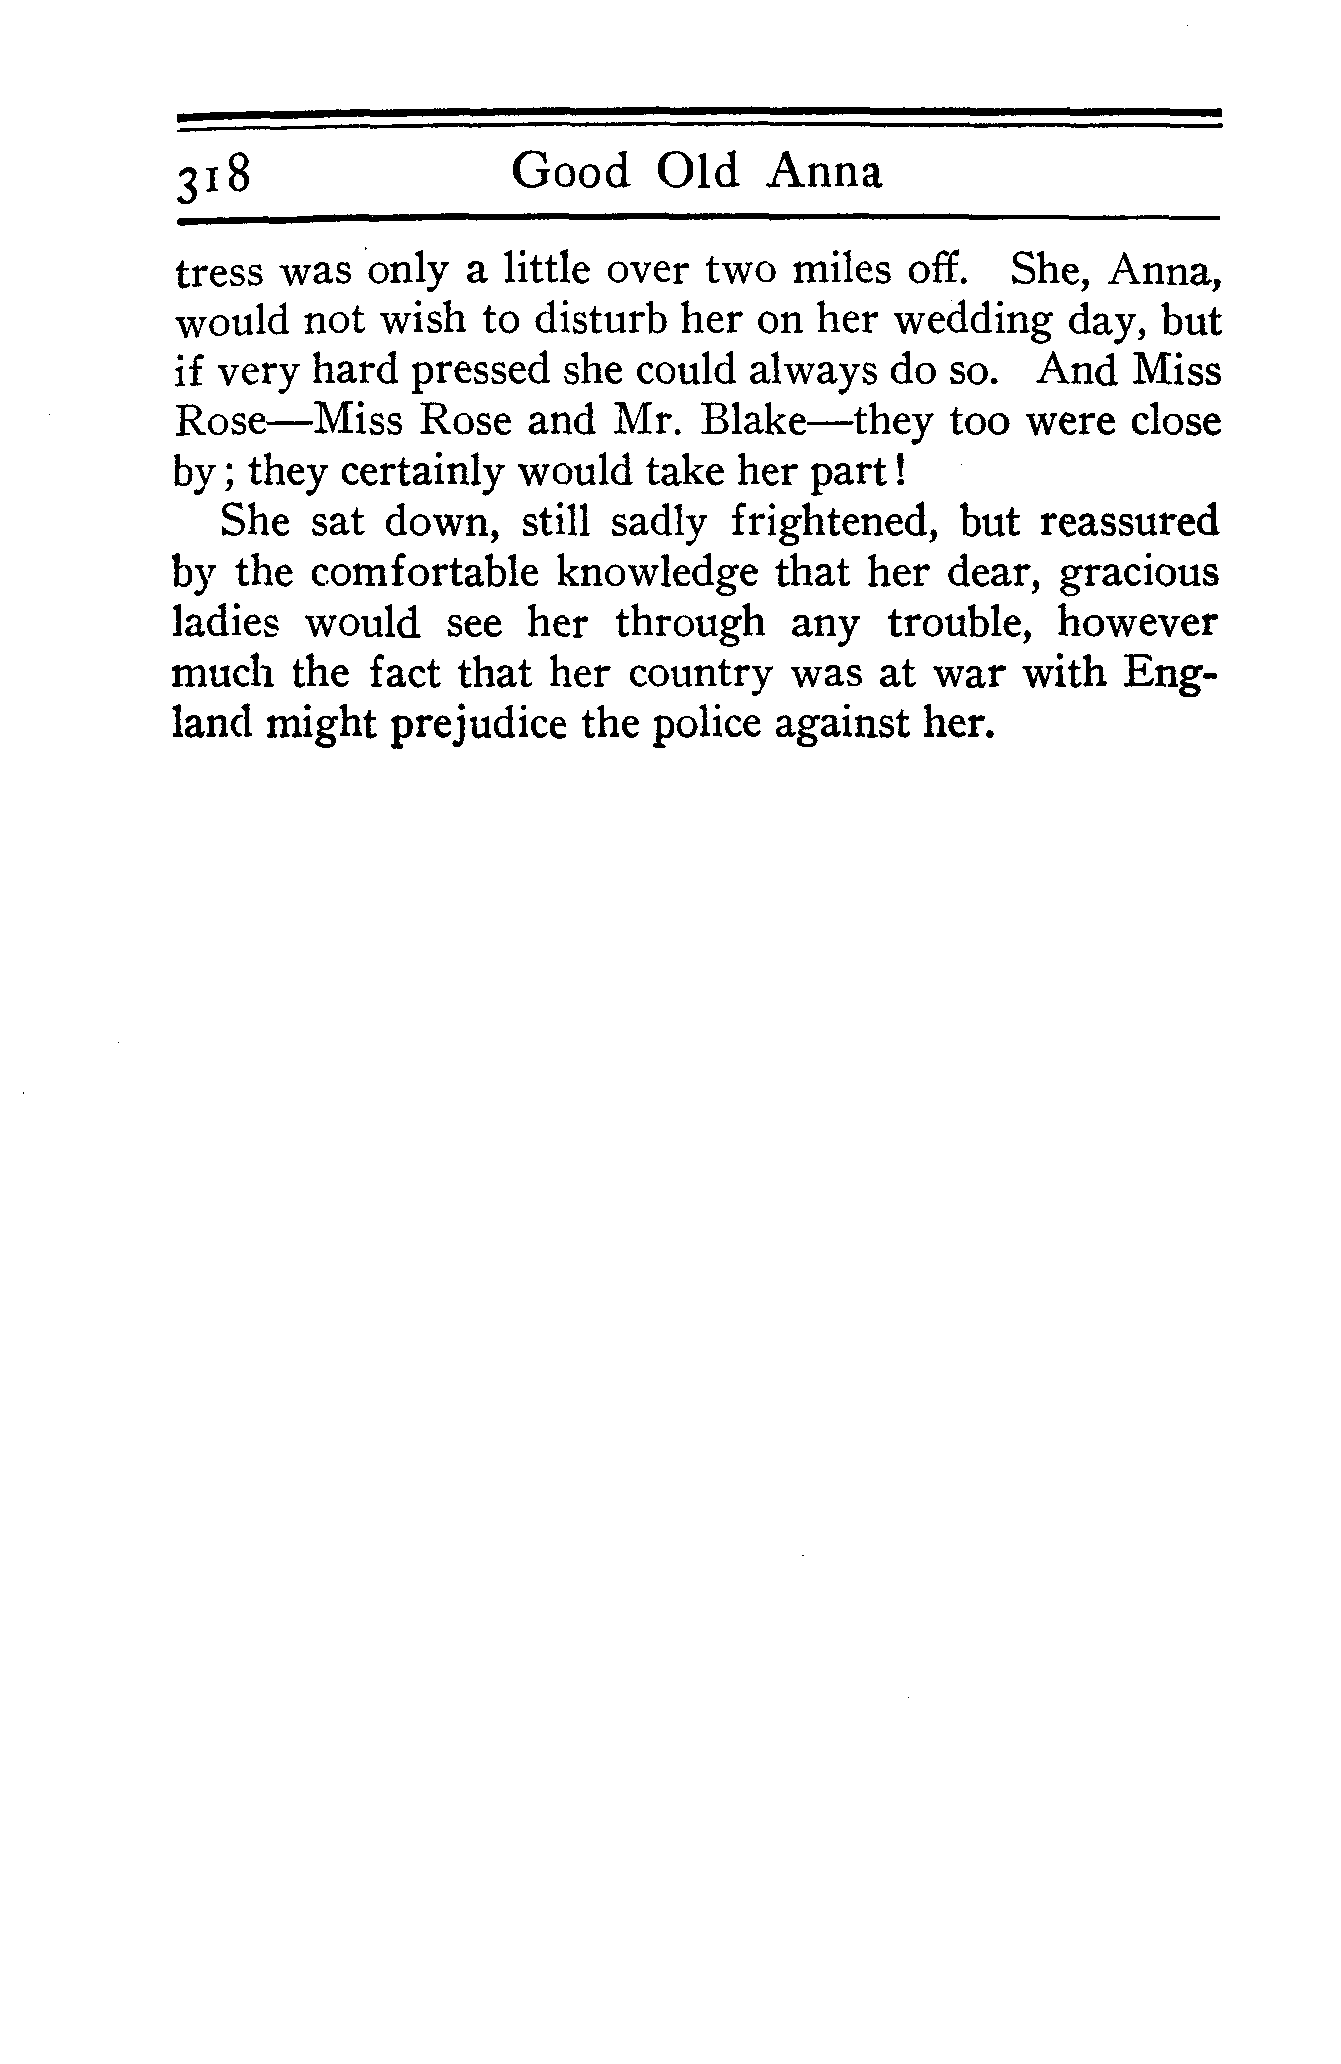 318 Good Old Anna
tress was only a little over two miles off. She, Anna,
would not wish to disturb her on her wedding day, but
if very hard pressed she could always do so. And Miss
Rose—Miss Rose and Mr. Blake—they too were close
by; they certainly would take her part!
She sat down, still sadly frightened, but reassured
by the comfortable knowledge that her dear, gracious
ladies would see her through any trouble, however
much the fact that her country was at war with Eng-
land might prejudice the police against her.